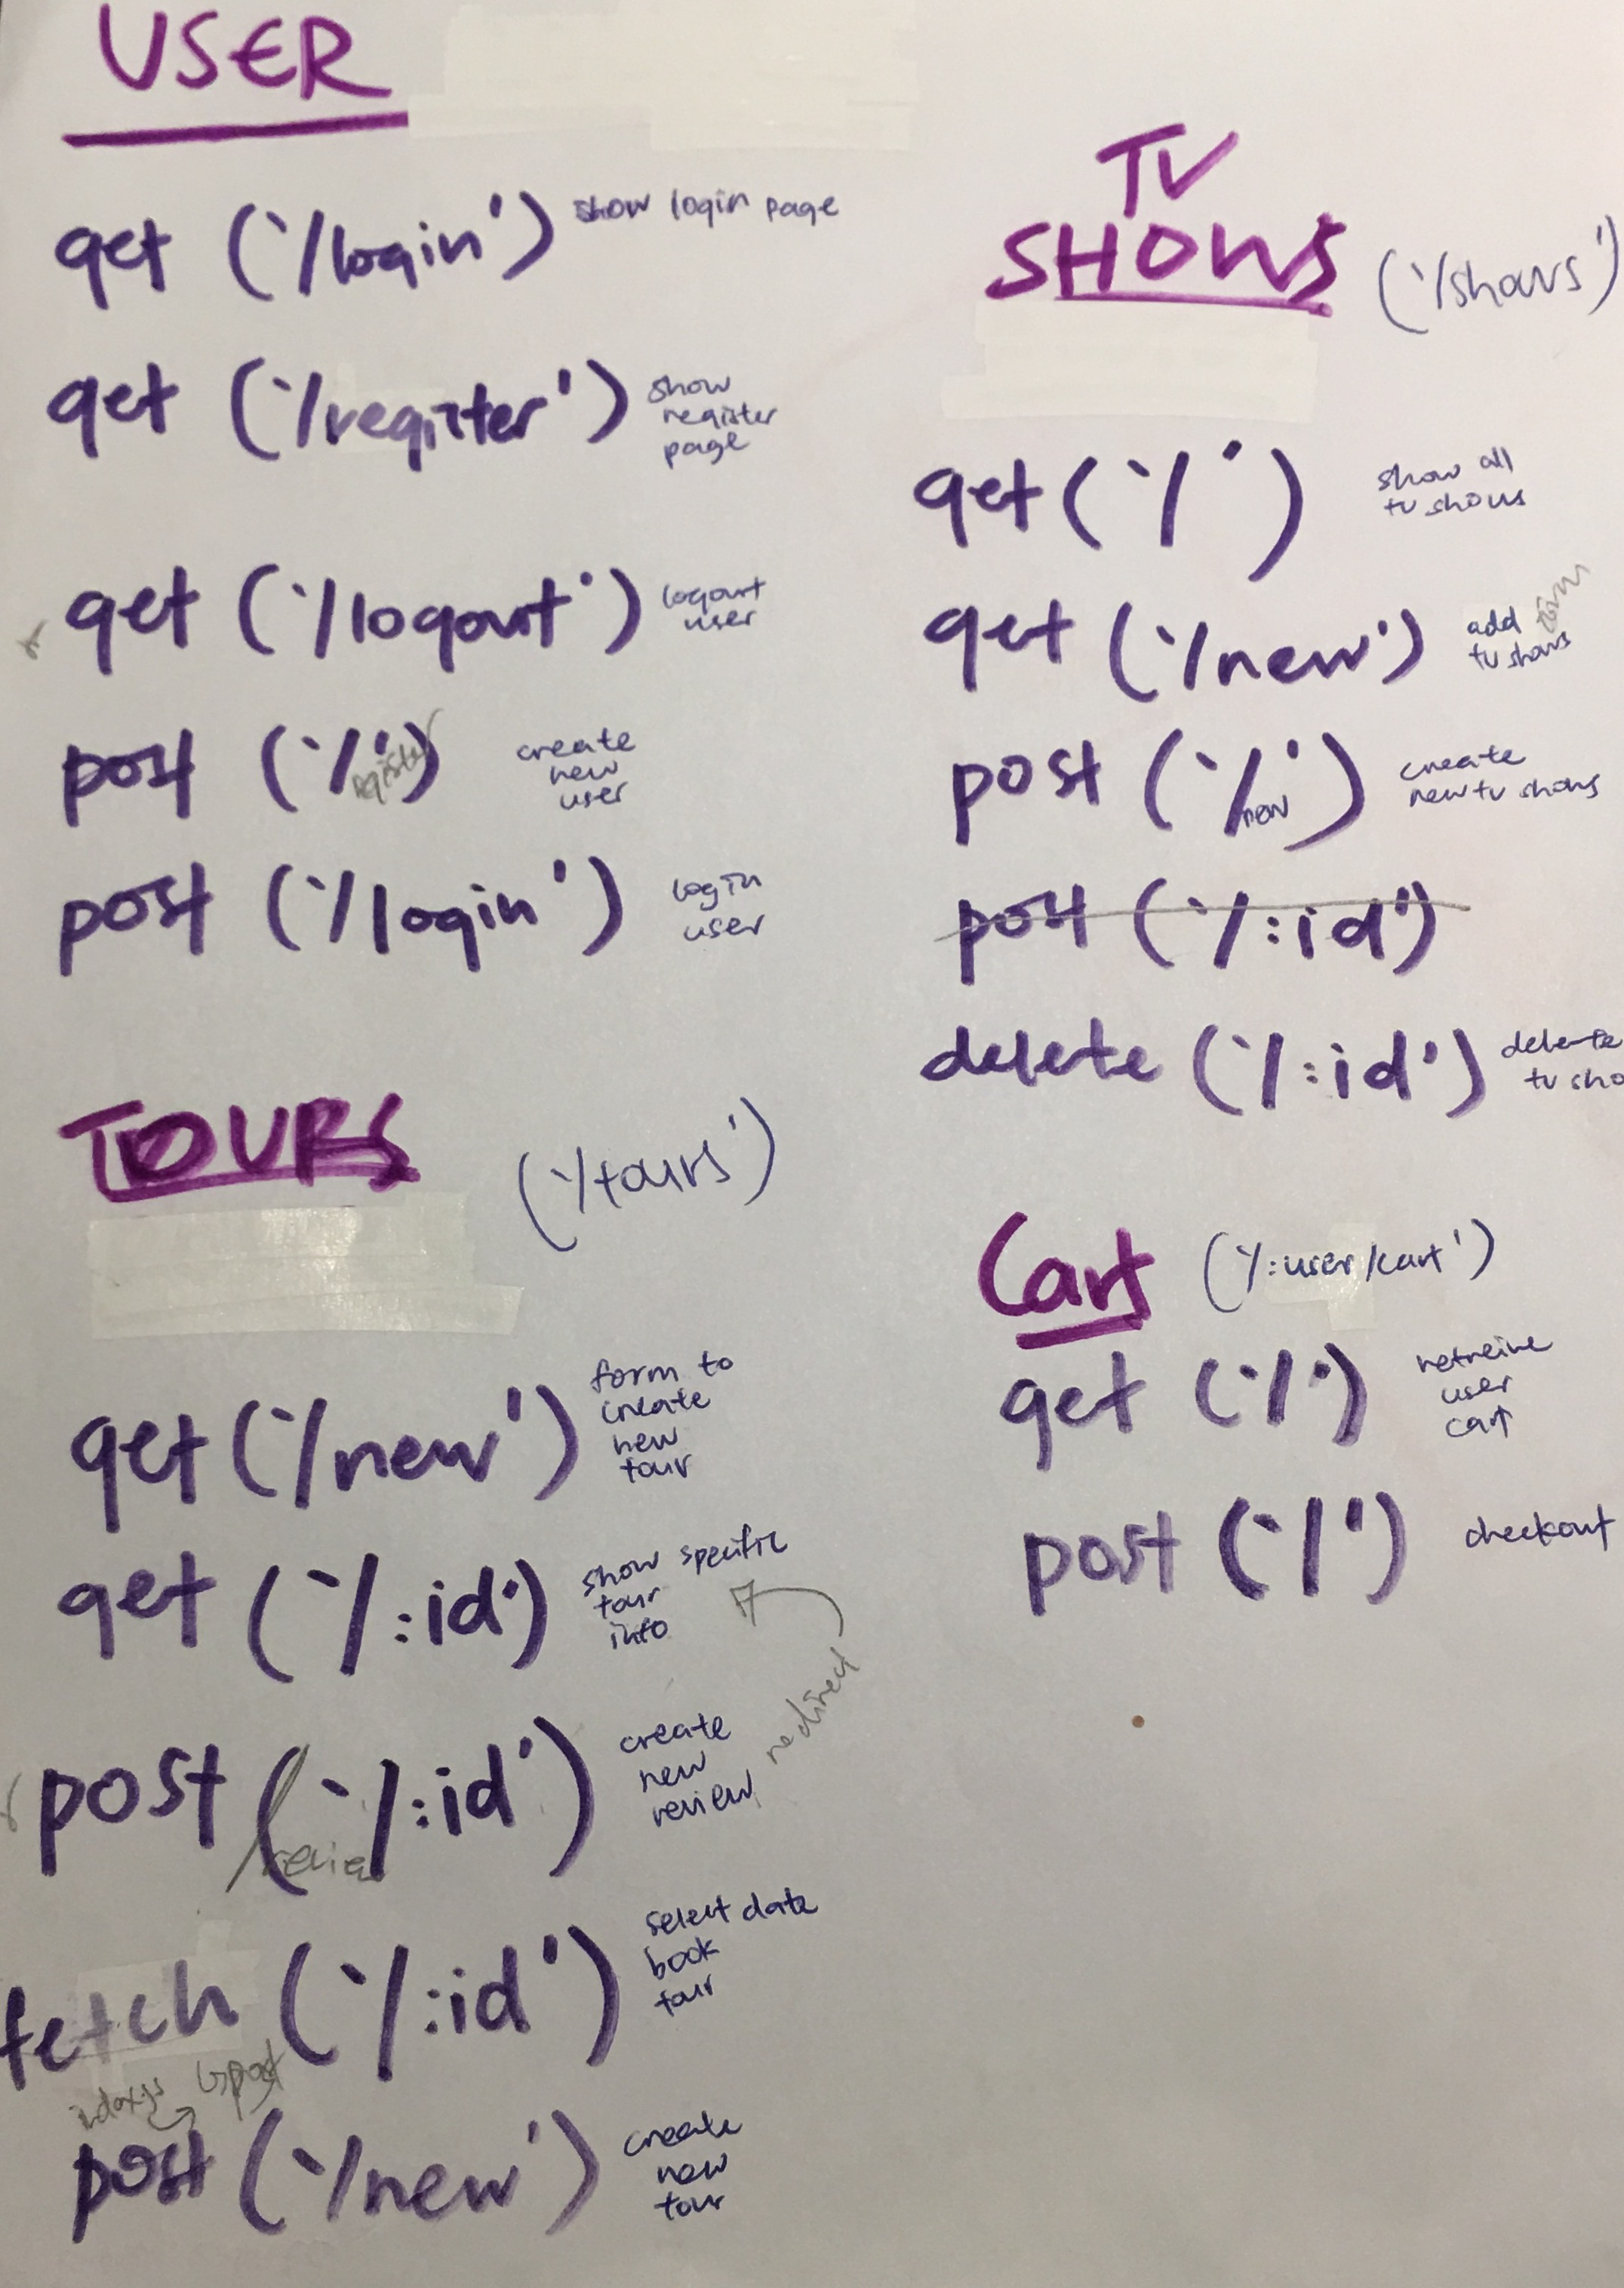 USER
get ('/login') show login page
get ('/register') show
register
page
get ('/logout') logout
user
post ('/') create
register
new
user
post ('/login') login
user
TOURS ('/tours')
get ('/new') form to
create
new
tour
get ('/:id') show specific
tour
info
redirect
post ('/:id') create
new
review
/review
fetch ('/:id') select date
book
tour
index.js
post
post ('/new') create
new
tour
TV
SHOWS ('/shows')
get ('/') show all
tv shows
get ('/new') add form
tv shows
post ('/new') create
new tv shows
post ('/:id')
delete ('/:id') delete
tv sho
Cart ('/:user/cart')
get ('/') retreive
user
cart
post ('/') checkout